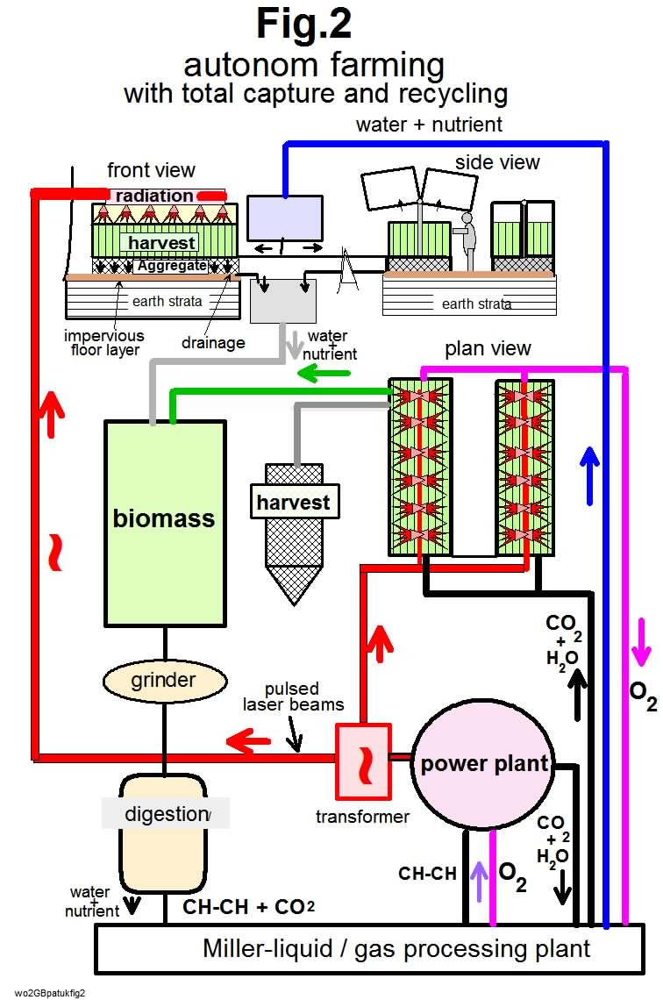 Fig.2
autonom farming
with total capture and recycling
water + nutrient
front view
side view
radiation
harvest
Aggregate
earth strata
earth strata
impervious
floor layer
drainage
water
+
nutrient
plan view
biomass
harvest
grinder
pulsed
laser beams
CO2
+
H2O
O2
power plant
transformer
digestion
CO2
+
H2O
CH-CH
O2
water
+
nutrient
CH-CH + CO2
Miller-liquid / gas processing plant
wo2GBpatukfig2